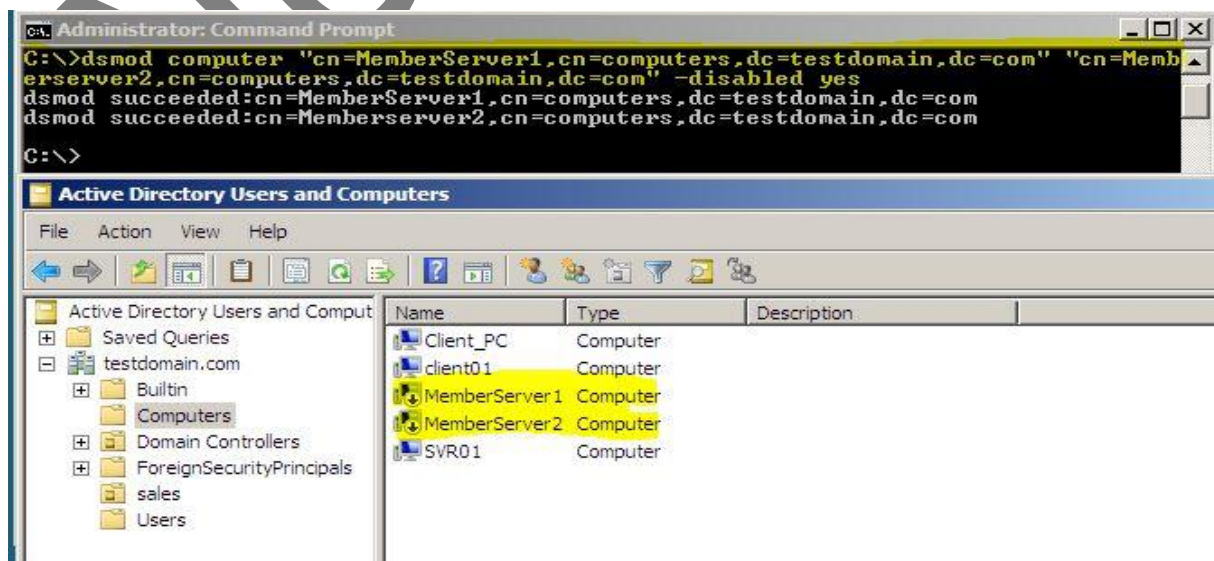 Administrator: Command Prompt
C:\>dsmod computer "cn=MemberServer1,cn=computers,dc=testdomain,dc=com" "cn=Memb
erserver2,cn=computers,dc=testdomain,dc=com" -disabled yes
dsmod succeeded:cn=MemberServer1,cn=computers,dc=testdomain,dc=com
dsmod succeeded:cn=Memberserver2,cn=computers,dc=testdomain,dc=com
C:\>
Active Directory Users and Computers
File Action View Help
Active Directory Users and Comput
Saved Queries
testdomain.com
Builtin
Computers
Domain Controllers
ForeignSecurityPrincipals
sales
Users
Name Type Description
Client_PC Computer
client01 Computer
MemberServer1 Computer
MemberServer2 Computer
SVR01 Computer